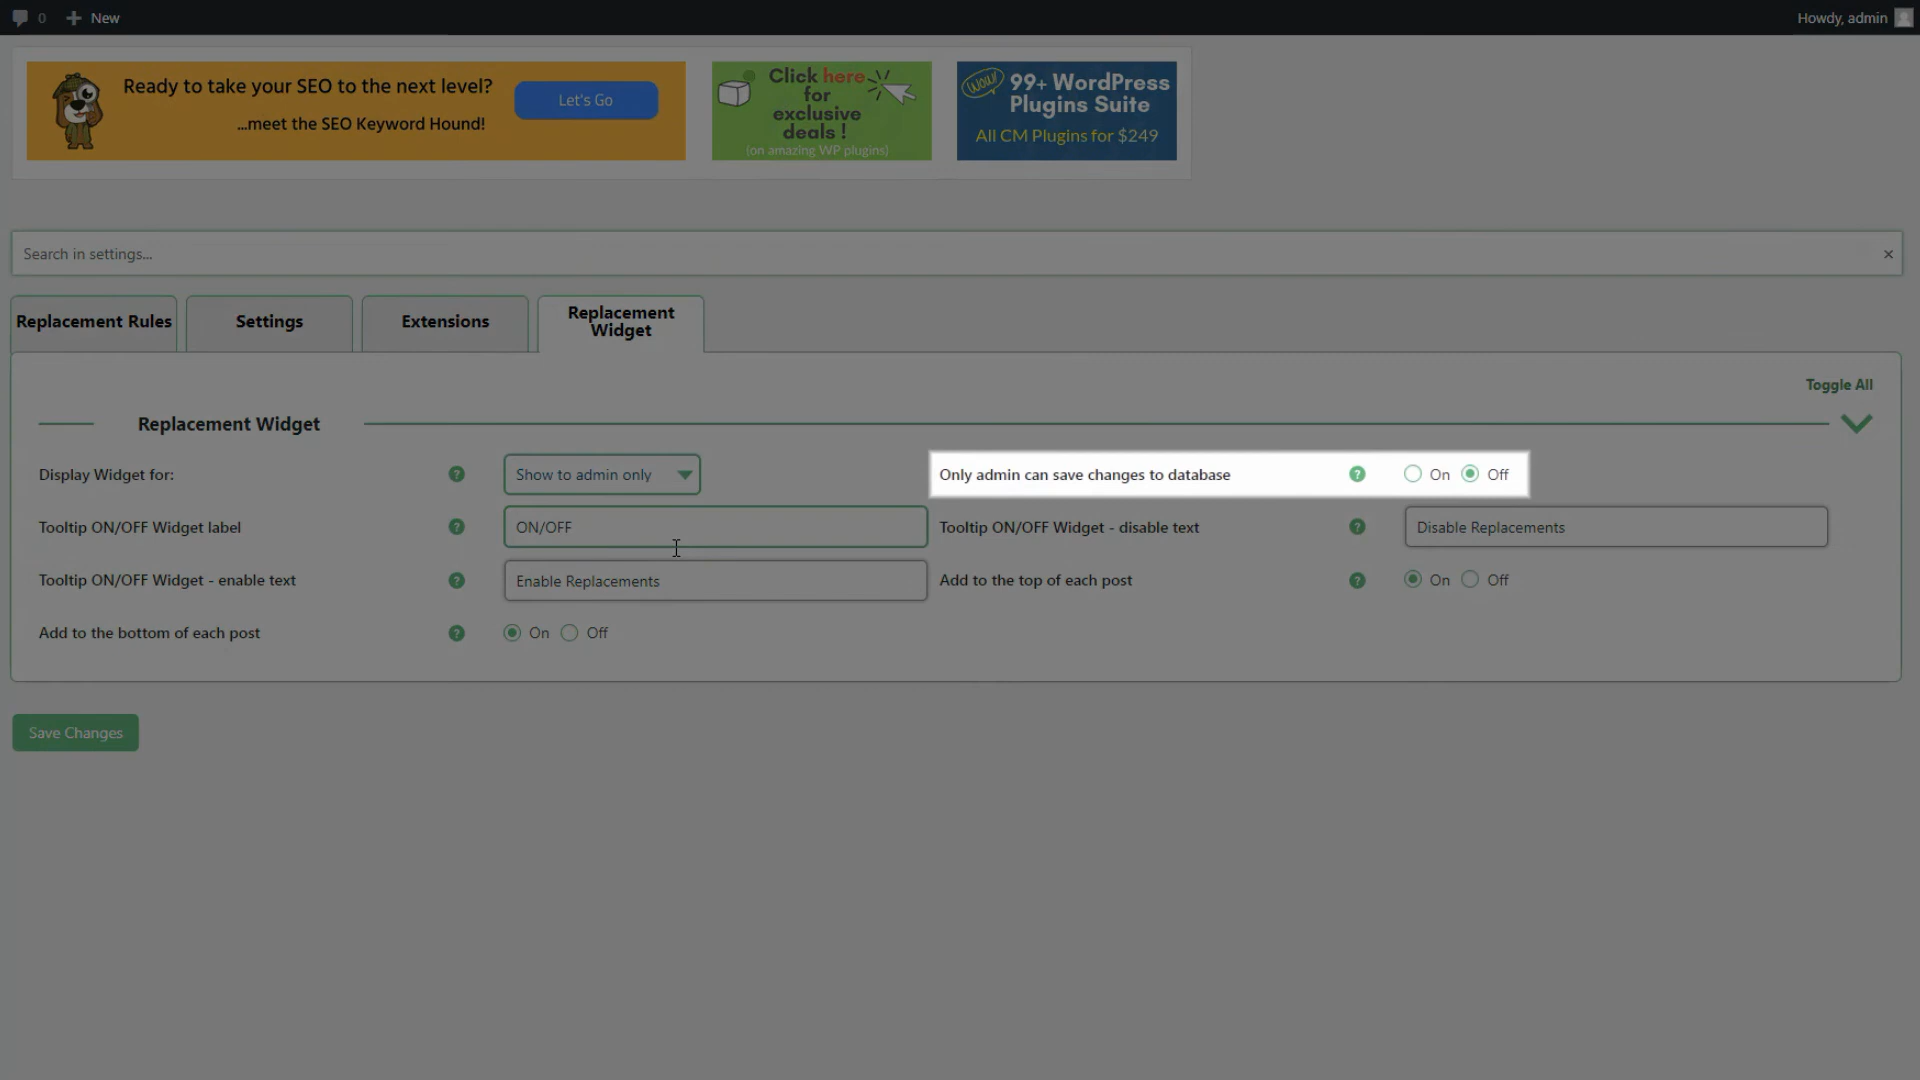 0 New
Howdy, admin
Ready to take your SEO to the next level?
...meet the SEO Keyword Hound!
Let's Go
Click here
for
exclusive
deals !
(on amazing WP plugins)
Wow!
99+ WordPress
Plugins Suite
All CM Plugins for $249
Search in settings...
×
Replacement Rules
Settings
Extensions
Replacement
Widget
Toggle All
Replacement Widget
Display Widget for: ? Show to admin only
Only admin can save changes to database ? On Off
Tooltip ON/OFF Widget label ? ON/OFF
Tooltip ON/OFF Widget - disable text ? Disable Replacements
Tooltip ON/OFF Widget - enable text ? Enable Replacements
Add to the top of each post ? On Off
Add to the bottom of each post ? On Off
Save Changes